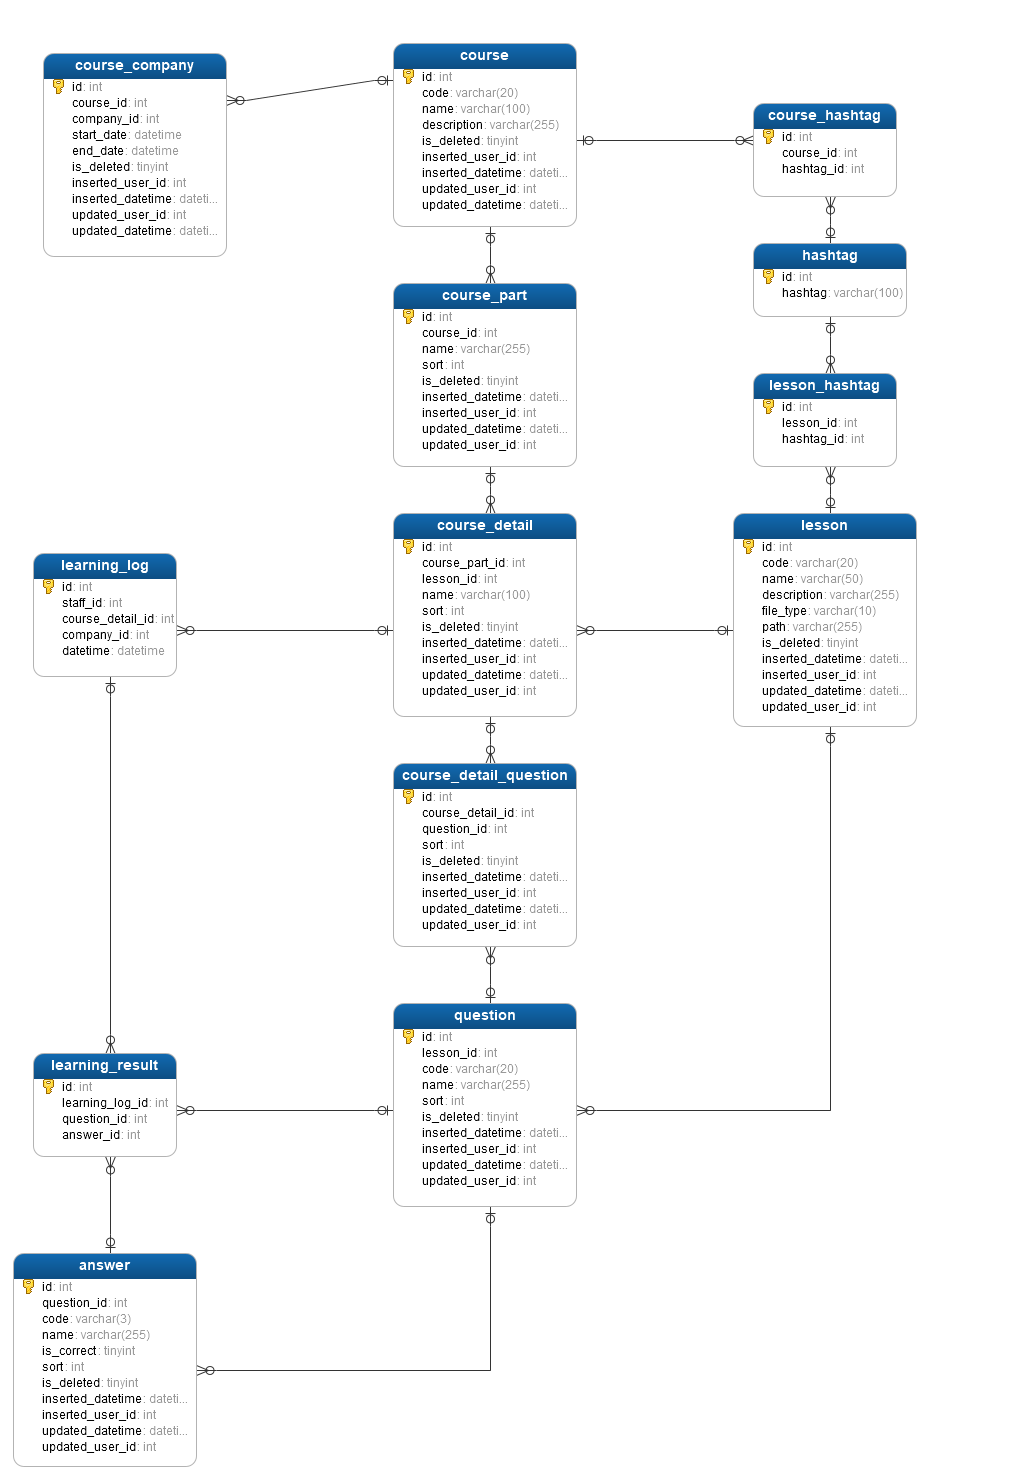 course_company
id: int
course_id: int
company_id: int
start_date: datetime
end_date: datetime
is_deleted: tinyint
inserted_user_id: int
inserted_datetime: dateti...
updated_user_id: int
updated_datetime: dateti...
course
id: int
code: varchar(20)
name: varchar(100)
description: varchar(255)
is_deleted: tinyint
inserted_user_id: int
inserted_datetime: dateti...
updated_user_id: int
updated_datetime: dateti...
course_hashtag
id: int
course_id: int
hashtag_id: int
hashtag
id: int
hashtag: varchar(100)
course_part
id: int
course_id: int
name: varchar(255)
sort: int
is_deleted: tinyint
inserted_datetime: dateti...
inserted_user_id: int
updated_datetime: dateti...
updated_user_id: int
lesson_hashtag
id: int
lesson_id: int
hashtag_id: int
learning_log
id: int
staff_id: int
course_detail_id: int
company_id: int
datetime: datetime
course_detail
id: int
course_part_id: int
lesson_id: int
name: varchar(100)
sort: int
is_deleted: tinyint
inserted_datetime: dateti...
inserted_user_id: int
updated_datetime: dateti...
updated_user_id: int
lesson
id: int
code: varchar(20)
name: varchar(50)
description: varchar(255)
file_type: varchar(10)
path: varchar(255)
is_deleted: tinyint
inserted_datetime: dateti...
inserted_user_id: int
updated_datetime: dateti...
updated_user_id: int
course_detail_question
id: int
course_detail_id: int
question_id: int
sort: int
is_deleted: tinyint
inserted_datetime: dateti...
inserted_user_id: int
updated_datetime: dateti...
updated_user_id: int
learning_result
id: int
learning_log_id: int
question_id: int
answer_id: int
question
id: int
lesson_id: int
code: varchar(20)
name: varchar(255)
sort: int
is_deleted: tinyint
inserted_datetime: dateti...
inserted_user_id: int
updated_datetime: dateti...
updated_user_id: int
answer
id: int
question_id: int
code: varchar(3)
name: varchar(255)
is_correct: tinyint
sort: int
is_deleted: tinyint
inserted_datetime: dateti...
inserted_user_id: int
updated_datetime: dateti...
updated_user_id: int